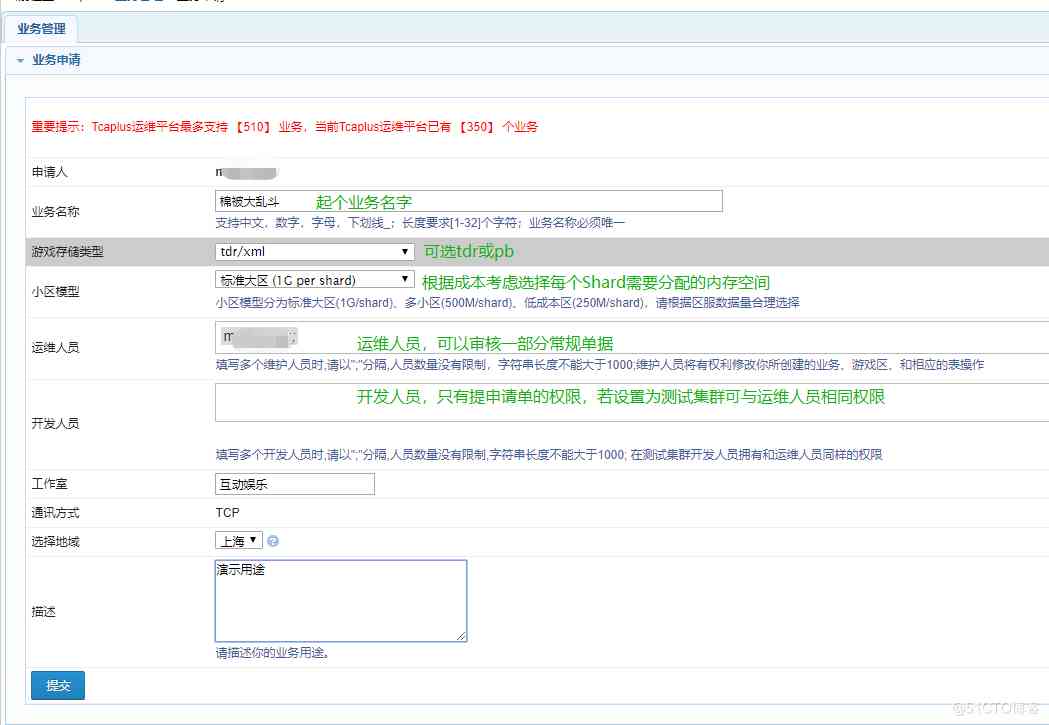 业务管理
业务申请
重要提示：Tcaplus运维平台最多支持 【510】 业务，当前Tcaplus运维平台已有 【350】 个业务
申请人
业务名称
棉被大乱斗 起个业务名字
支持中文，数字，字母，下划线_；长度要求[1-32]个字符；业务名称必须唯一
游戏存储类型 tdr/xml 可选tdr或pb
小区模型 标准大区 (1G per shard) 根据成本考虑选择每个Shard需要分配的内存空间
小区模型分为标准大区(1G/shard)、多小区(500M/shard)、低成本区(250M/shard)，请根据区服数据量合理选择
运维人员 m ; 运维人员，可以审核一部分常规单据
填写多个维护人员时,请以";"分隔,人员数量没有限制，字符串长度不能大于1000;维护人员将有权利修改你所创建的业务、游戏区、和相应的表操作
开发人员 开发人员，只有提申请单的权限，若设置为测试集群可与运维人员相同权限
填写多个开发人员时,请以";"分隔,人员数量没有限制,字符串长度不能大于1000; 在测试集群开发人员拥有和运维人员同样的权限
工作室 互动娱乐
通讯方式 TCP
选择地域 上海
描述 演示用途
请描述你的业务用途。
提交
@51CTO博客